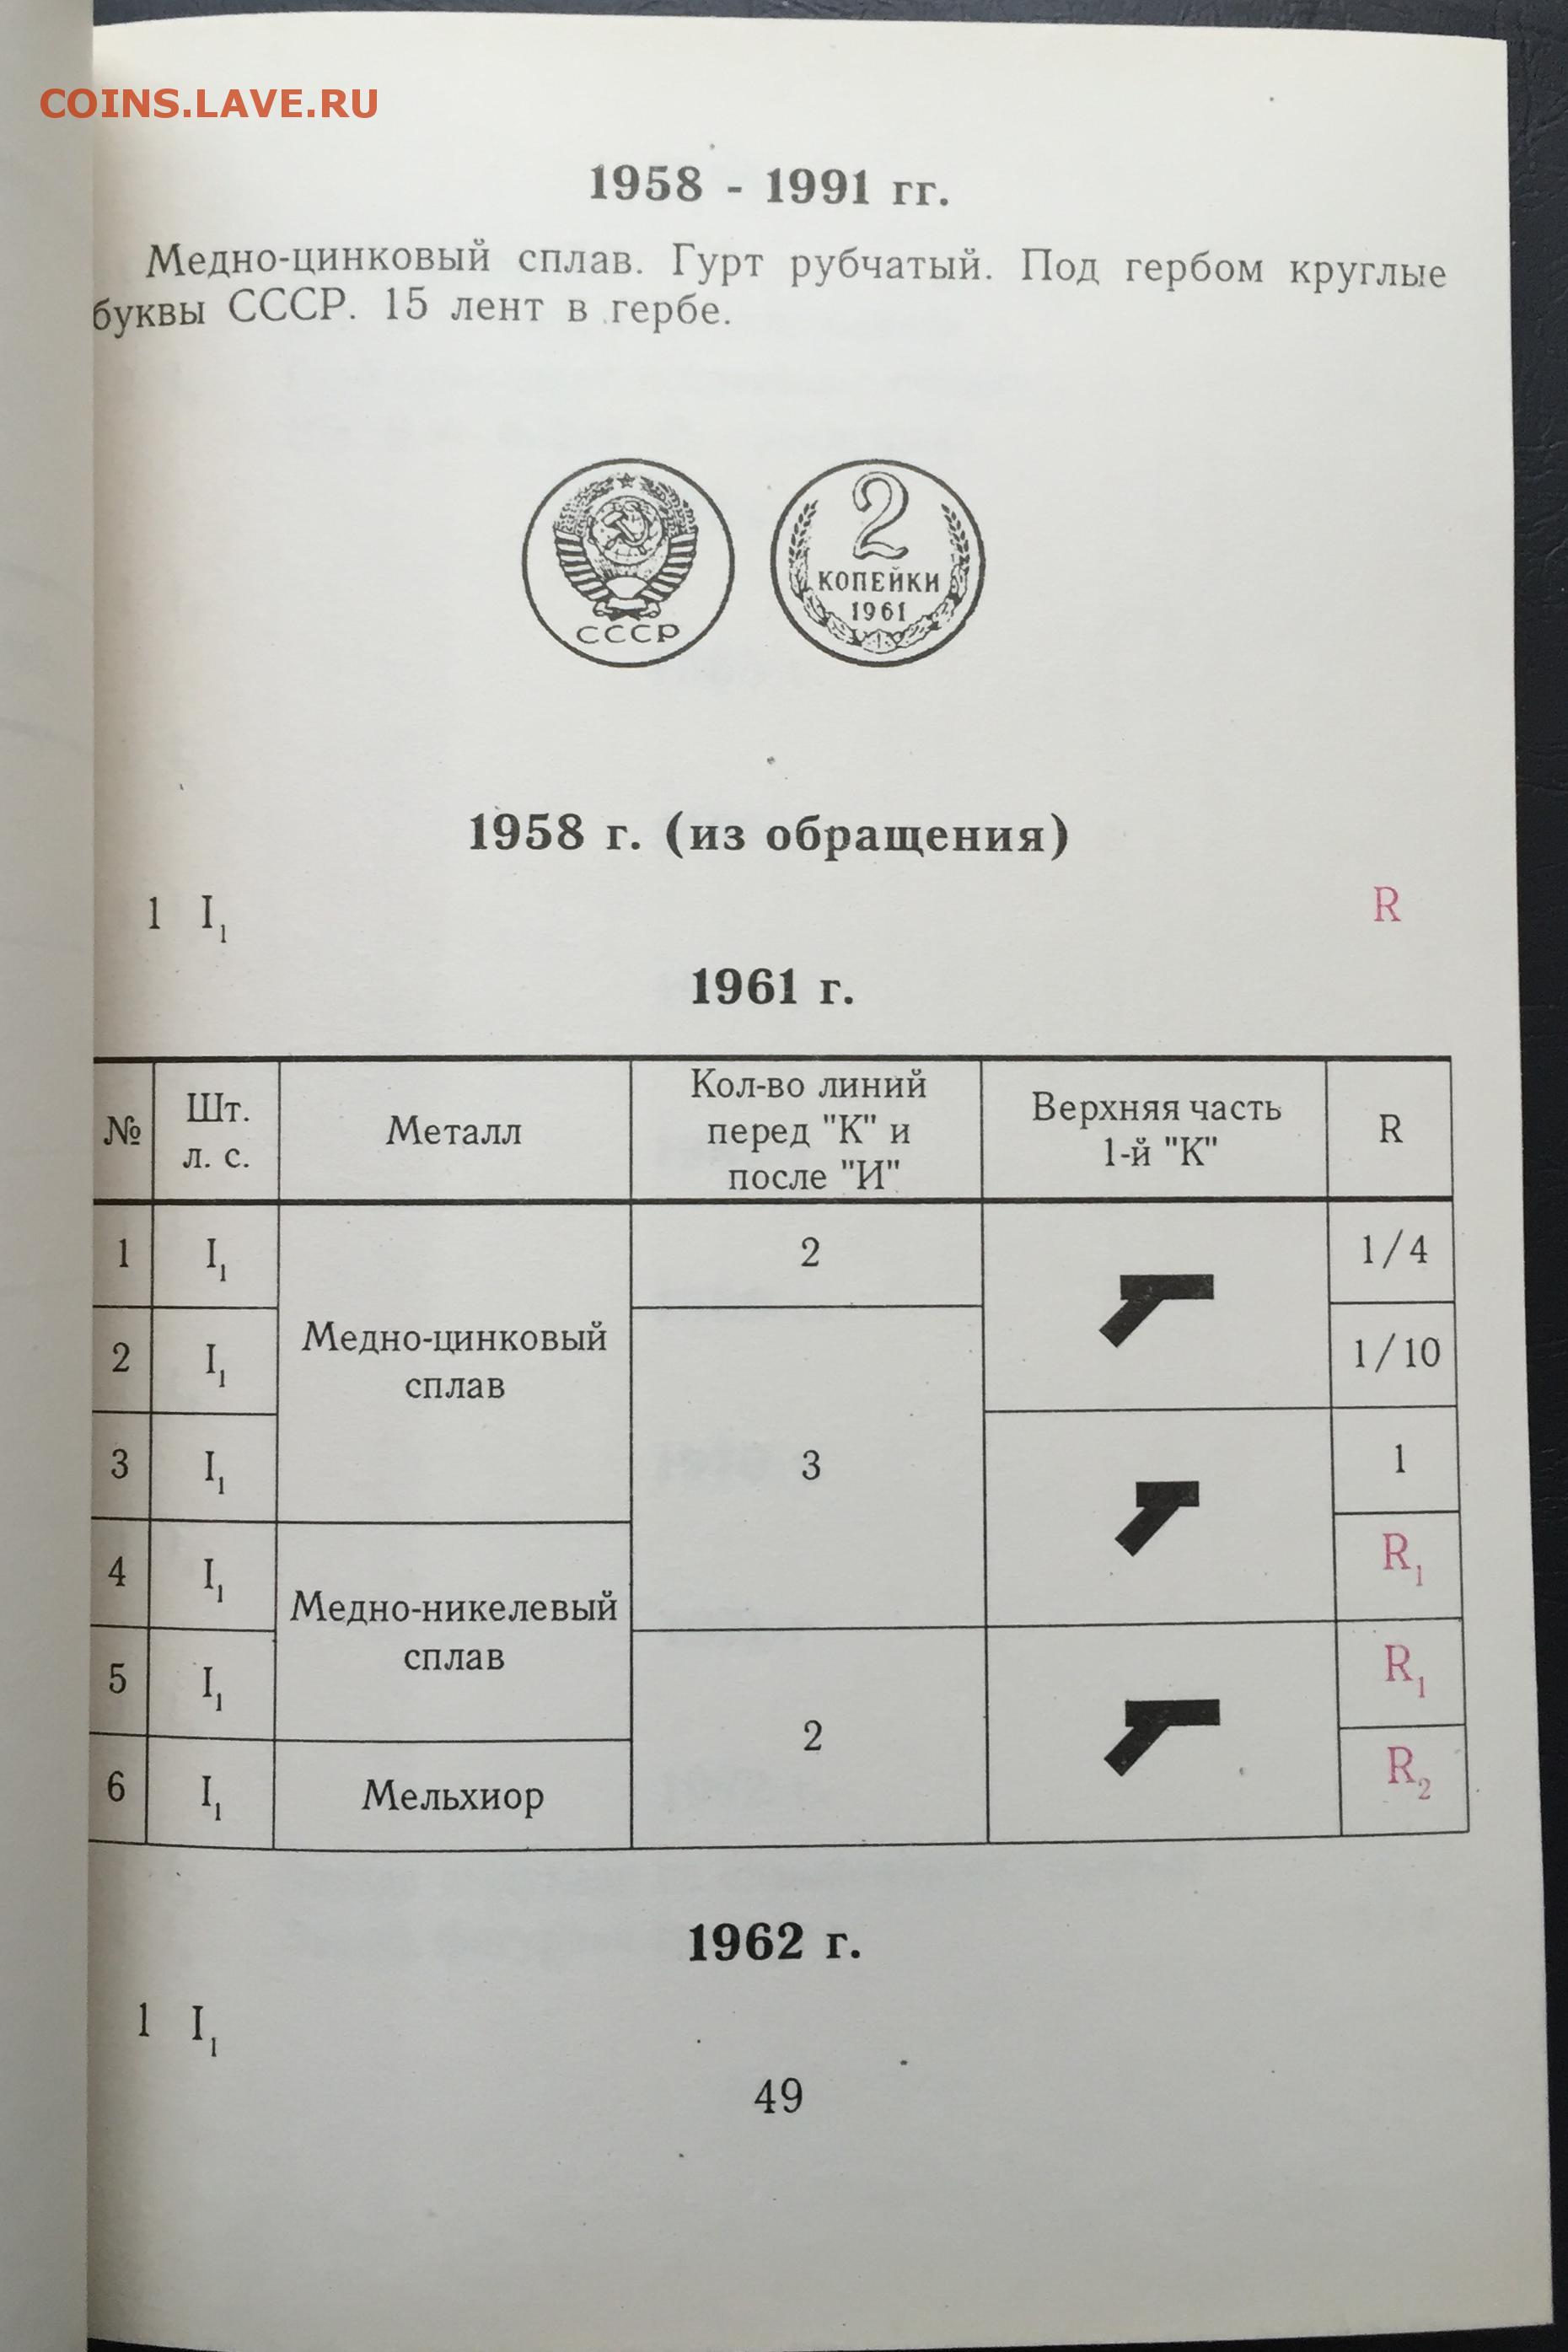 COINS.LAVE.RU
1958 - 1991 гг.
Медно-цинковый сплав. Гурт рубчатый. Под гербом круглые
буквы СССР. 15 лент в гербе.
СССР
2
КОПЕЙКИ
1961
1958 г. (из обращения)
1 I₁ R
1961 г.
№ Шт. л. с. Металл Кол-во линий перед "К" и после "И" Верхняя часть 1-й "К" R
1 I₁ Медно-цинковый сплав 2 1/4
2 I₁ 3 1/10
3 I₁ 1
4 I₁ Медно-никелевый сплав R₁
5 I₁ 2 R₁
6 I₁ Мельхиор R₂
1962 г.
1 I₁
49